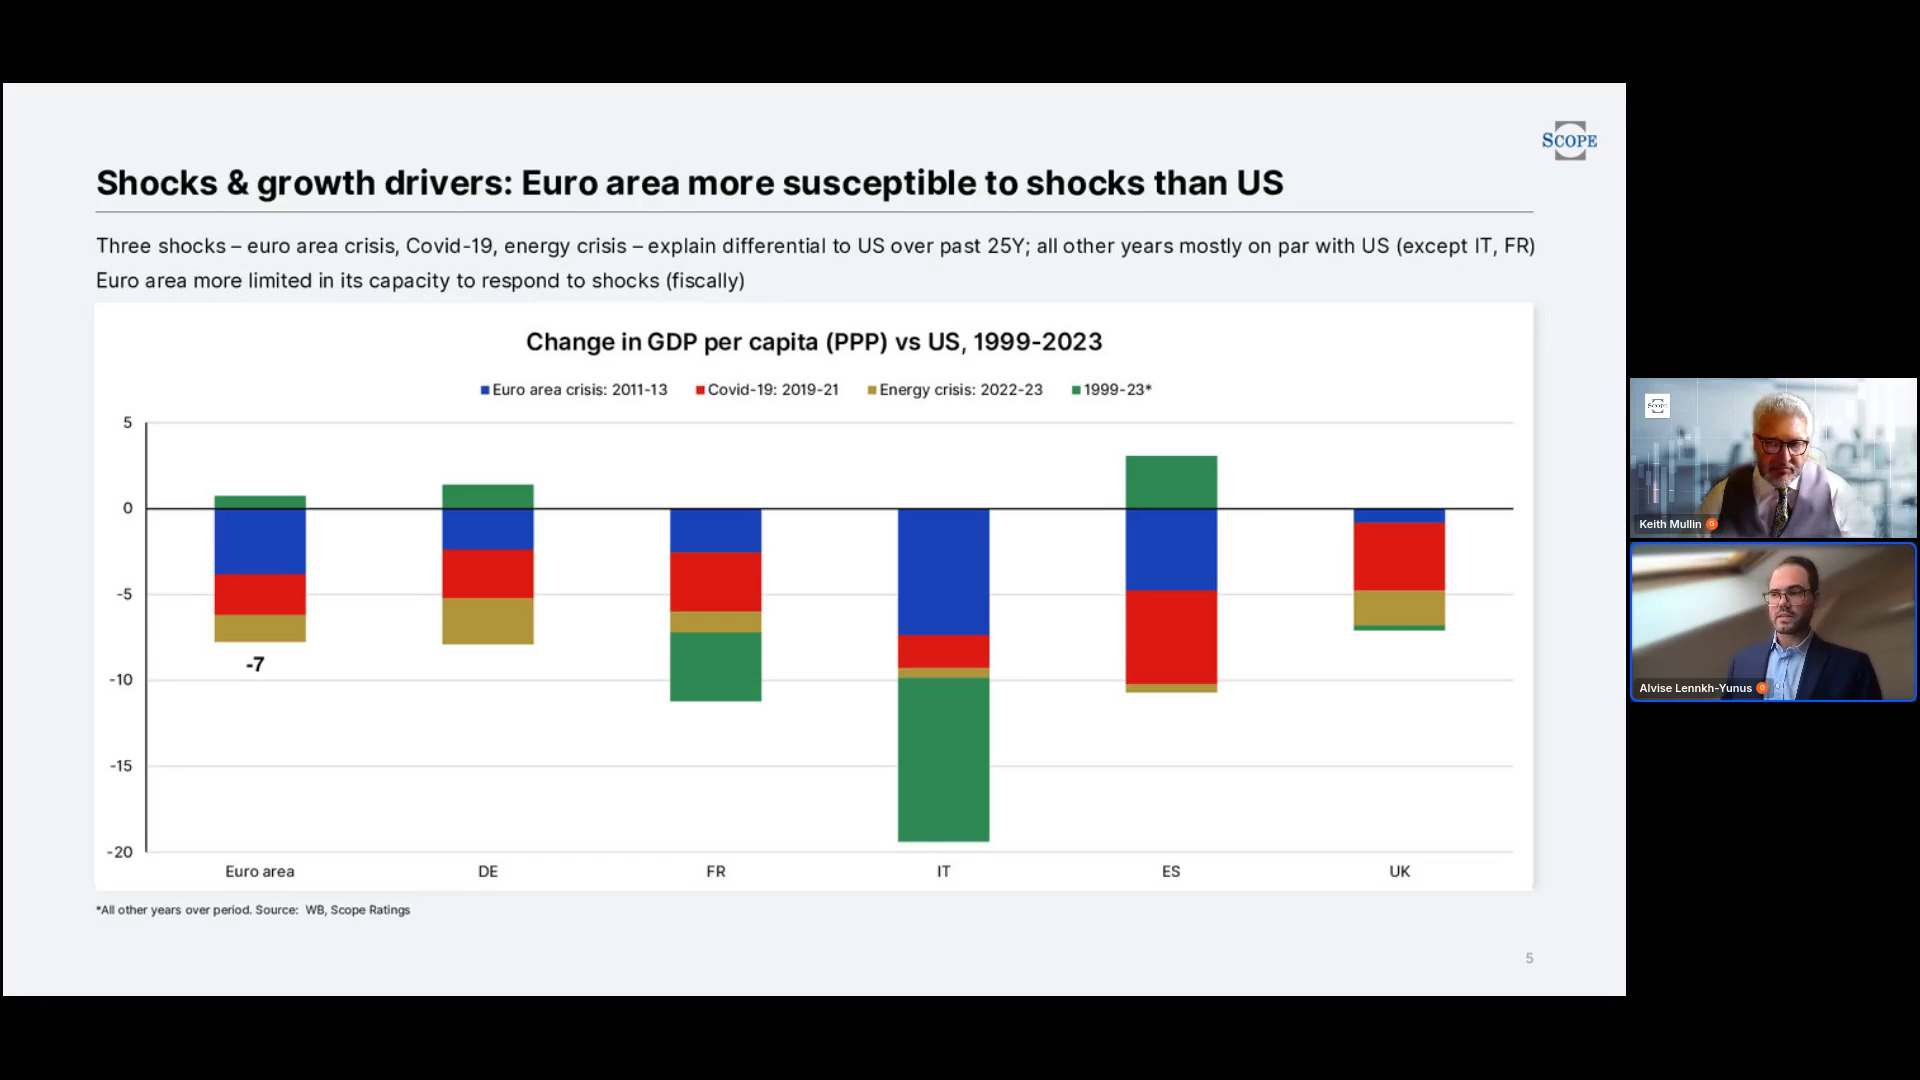 SCOPE
Shocks & growth drivers: Euro area more susceptible to shocks than US
Three shocks – euro area crisis, Covid-19, energy crisis – explain differential to US over past 25Y; all other years mostly on par with US (except IT, FR)
Euro area more limited in its capacity to respond to shocks (fiscally)
Change in GDP per capita (PPP) vs US, 1999-2023
Euro area crisis: 2011-13 Covid-19: 2019-21 Energy crisis: 2022-23 1999-23*
5
0
-5
-10
-15
-20
-7
Euro area DE FR IT ES UK
*All other years over period. Source: WB, Scope Ratings
5
SCOPE
Keith Mullin G
Alvise Lennkh-Yunus G